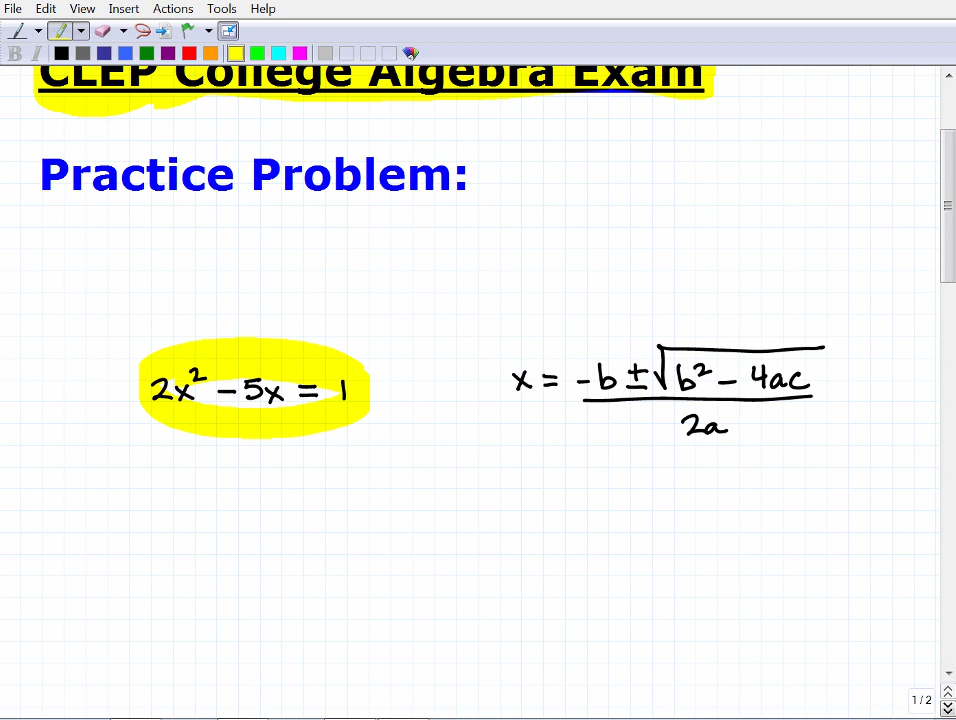 File Edit View Insert Actions Tools Help
B I
CLEP College Algebra Exam
Practice Problem:
2x² - 5x = 1
x = -b ± √b² - 4ac
2a
1/2